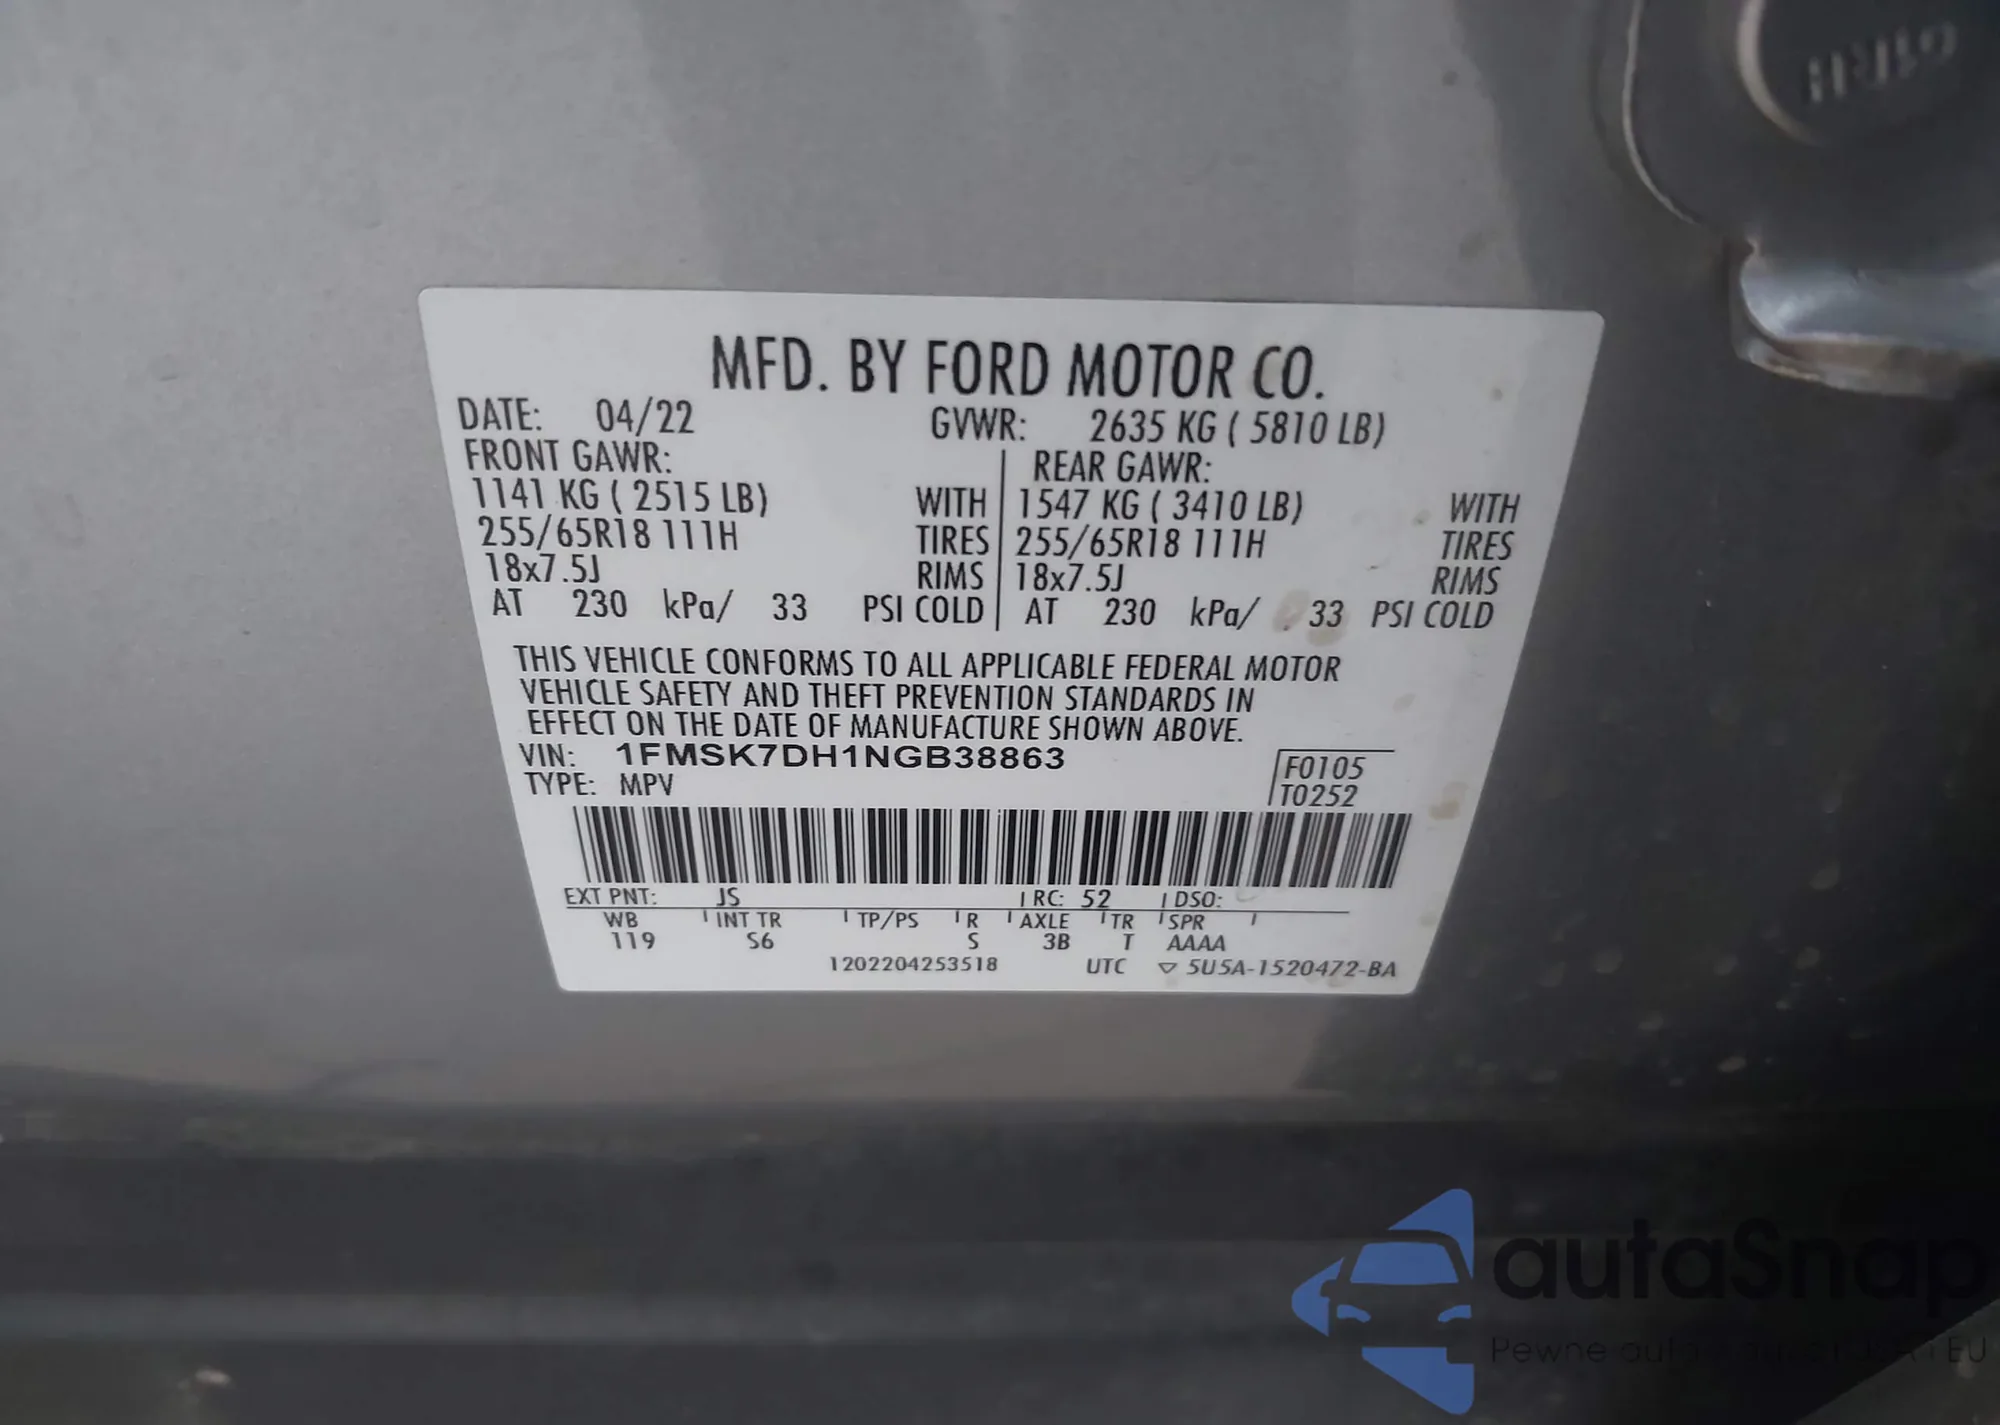 MFD. BY FORD MOTOR CO.
DATE: 04/22 GVWR: 2635 KG ( 5810 LB)
FRONT GAWR: REAR GAWR:
1141 KG ( 2515 LB) WITH 1547 KG ( 3410 LB) WITH
255/65R18 111H TIRES 255/65R18 111H TIRES
18x7.5J RIMS 18x7.5J RIMS
AT 230 kPa/ 33 PSI COLD AT 230 kPa/ 33 PSI COLD
THIS VEHICLE CONFORMS TO ALL APPLICABLE FEDERAL MOTOR
VEHICLE SAFETY AND THEFT PREVENTION STANDARDS IN
EFFECT ON THE DATE OF MANUFACTURE SHOWN ABOVE.
VIN: 1FMSK7DH1NGB38863
TYPE: MPV
F0105
T0252
EXT PNT: JS RC: 52 DSO:
WB INT TR TP/PS R AXLE TR SPR
119 S6 S 3B T AAAA
1202204253518 UTC ▽ 5U5A-1520472-BA
autaSnap
Pewne auta EU